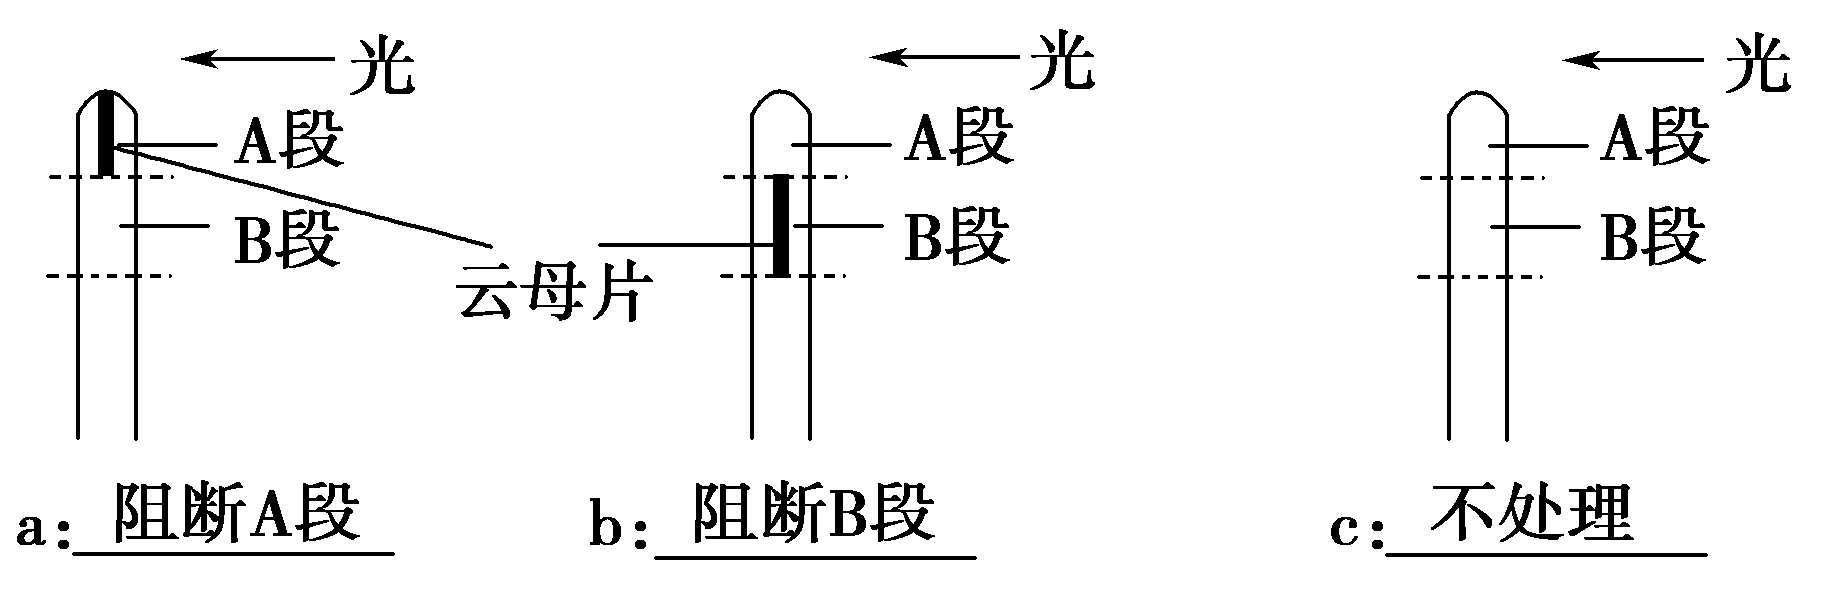 光 光 光
A段 A段 A段
B段 B段 B段
云母片
a: 阻断A段 b: 阻断B段 c: 不处理